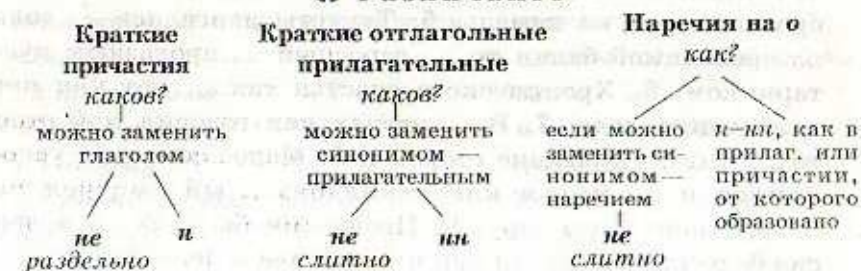 Краткие
причастия
каков?
можно заменить
глаголом
не
раздельно
н
Краткие отглагольные
прилагательные
каков?
можно заменить
синонимом —
прилагательным
не
слитно
нн
Наречия на о
как?
если можно
заменить си-
нонимом —
наречием
не
слитно
н–нн, как в
прилаг. или
причастии,
от которого
образовано